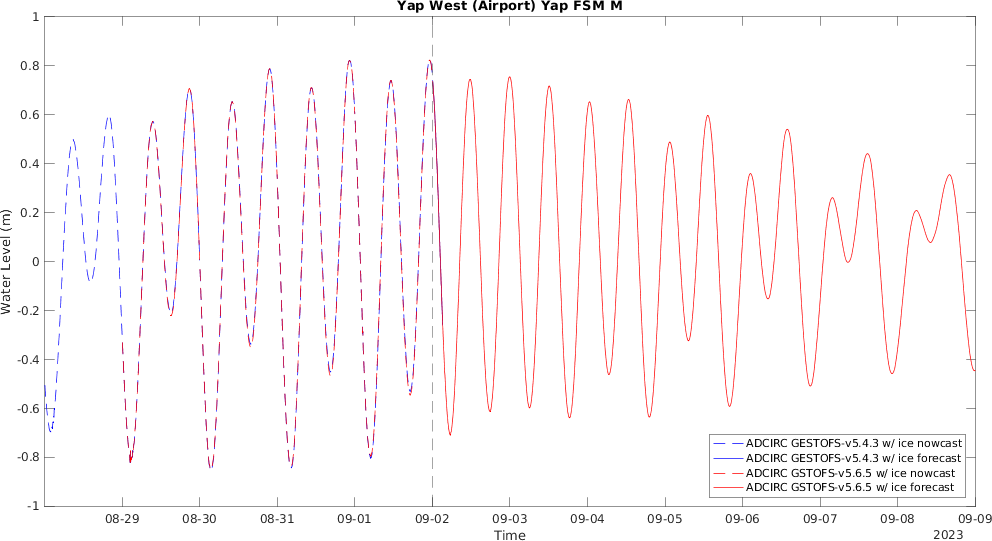 Yap West (Airport) Yap FSM M
Water Level (m)
1
0.8
0.6
0.4
0.2
0
-0.2
-0.4
-0.6
-0.8
-1
ADCIRC GESTOFS-v5.4.3 w/ ice nowcast
ADCIRC GESTOFS-v5.4.3 w/ ice forecast
ADCIRC GSTOFS-v5.6.5 w/ ice nowcast
ADCIRC GSTOFS-v5.6.5 w/ ice forecast
08-29 08-30 08-31 09-01 09-02 09-03 09-04 09-05 09-06 09-07 09-08 09-09
Time
2023